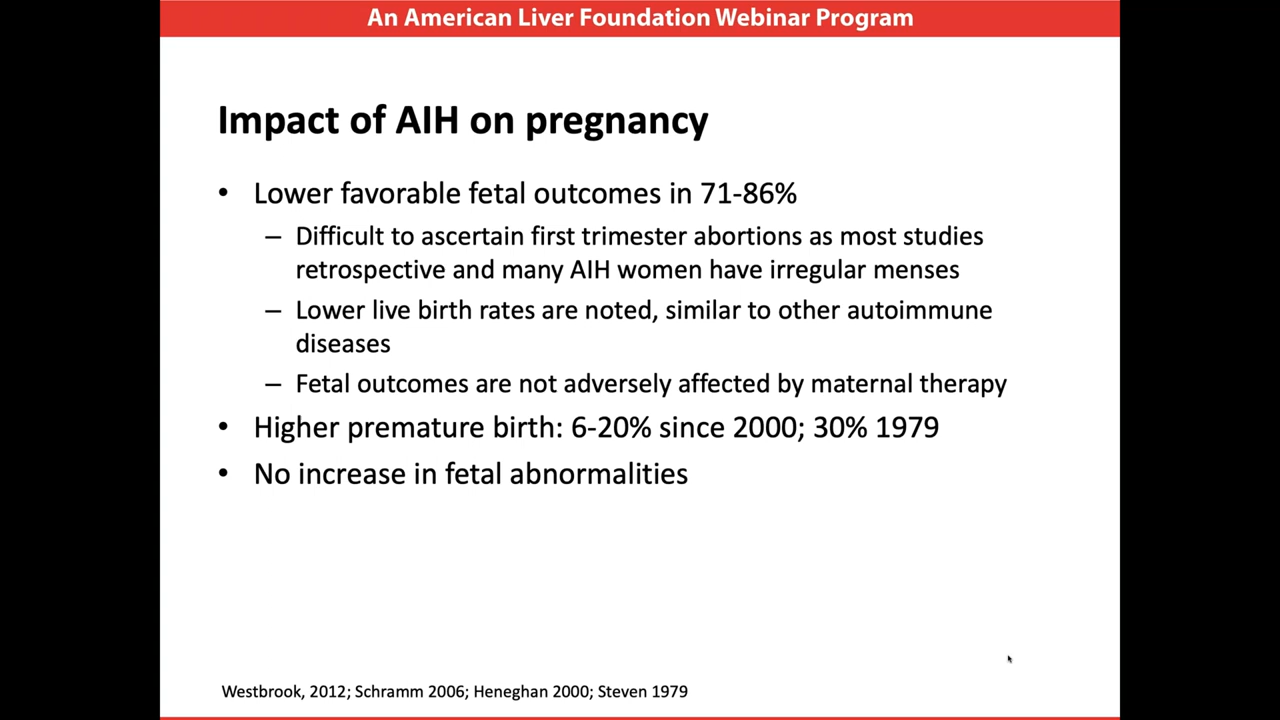 An American Liver Foundation Webinar Program
Impact of AIH on pregnancy
• Lower favorable fetal outcomes in 71-86%
– Difficult to ascertain first trimester abortions as most studies
retrospective and many AIH women have irregular menses
– Lower live birth rates are noted, similar to other autoimmune
diseases
– Fetal outcomes are not adversely affected by maternal therapy
• Higher premature birth: 6-20% since 2000; 30% 1979
• No increase in fetal abnormalities
Westbrook, 2012; Schramm 2006; Heneghan 2000; Steven 1979